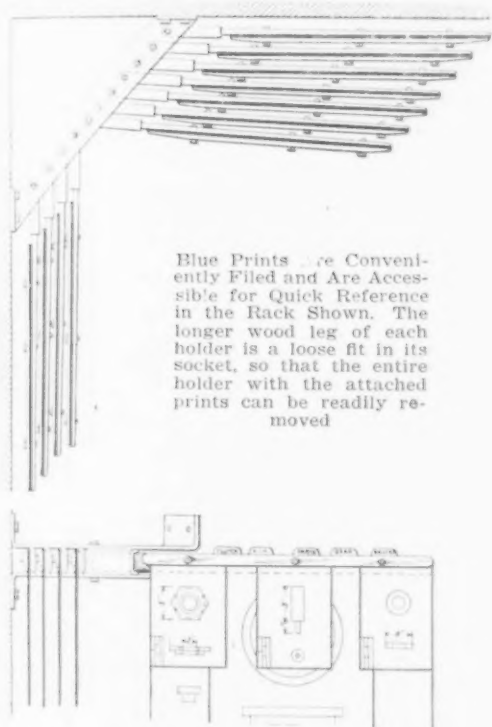 Blue Prints Are Conveni-
ently Filed and Are Acces-
sible for Quick Reference
in the Rack Shown. The
longer wood leg of each
holder is a loose fit in its
socket, so that the entire
holder with the attached
prints can be readily re-
moved